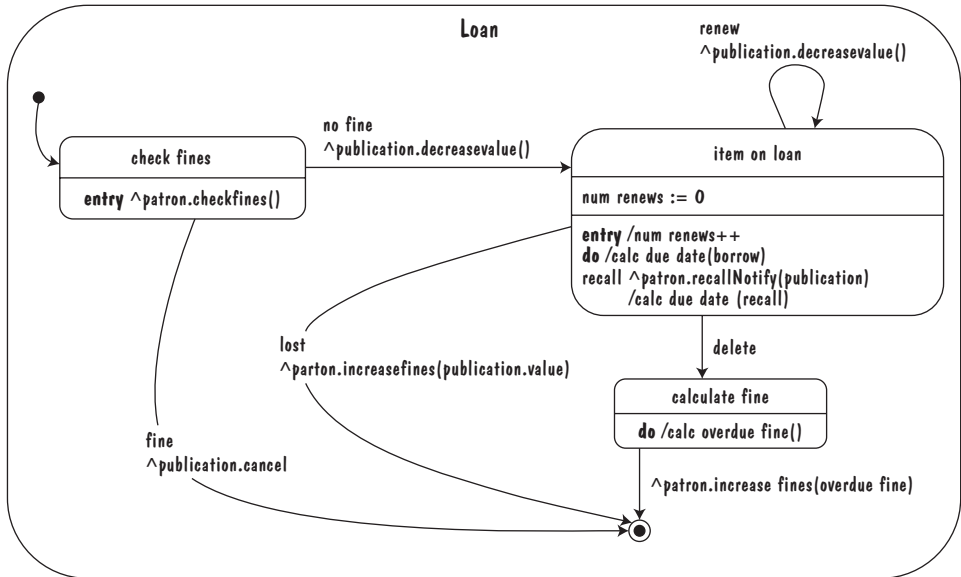 Loan
renew
^publication.decreasevalue()
no fine
^publication.decreasevalue()
check fines
entry ^patron.checkfines()
item on loan
num renews := 0
entry /num renews++
do /calc due date(borrow)
recall ^patron.recallNotify(publication)
/calc due date (recall)
lost
^parton.increasefines(publication.value)
delete
calculate fine
do /calc overdue fine()
fine
^publication.cancel
^patron.increase fines(overdue fine)